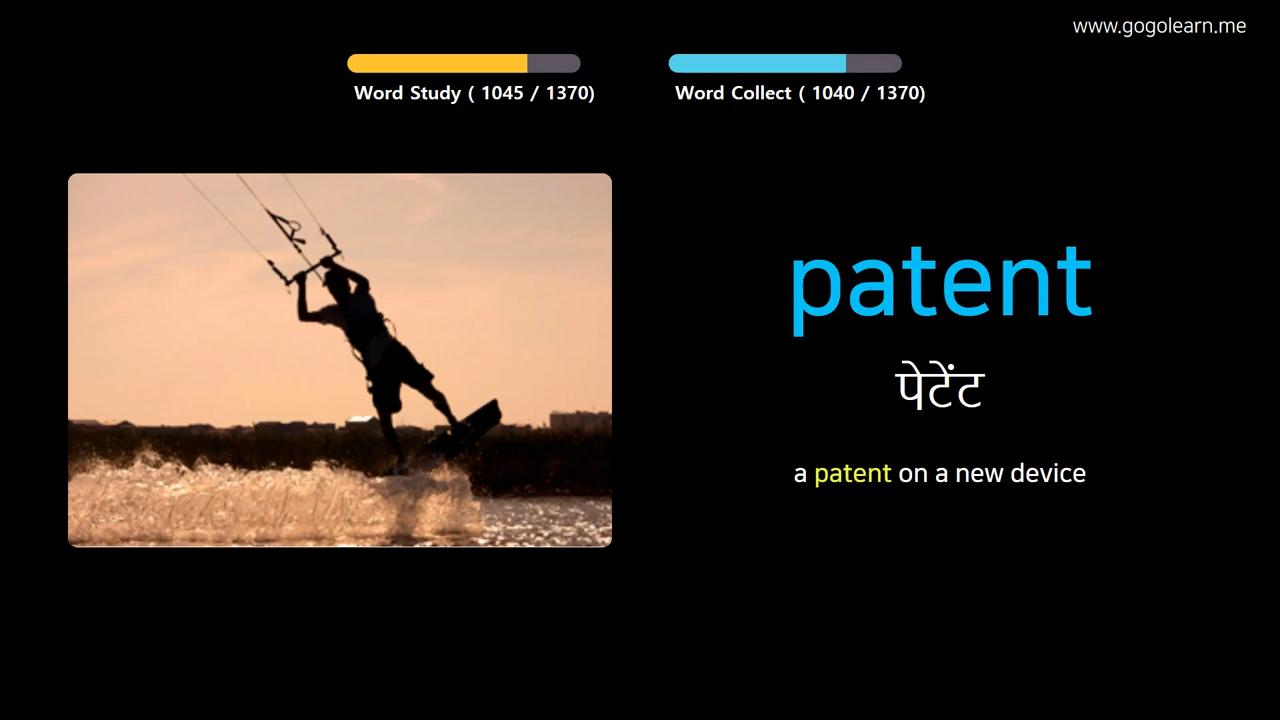 www.gogolearn.me
Word Study ( 1045 / 1370)
Word Collect ( 1040 / 1370)
patent
पेटेंट
a patent on a new device